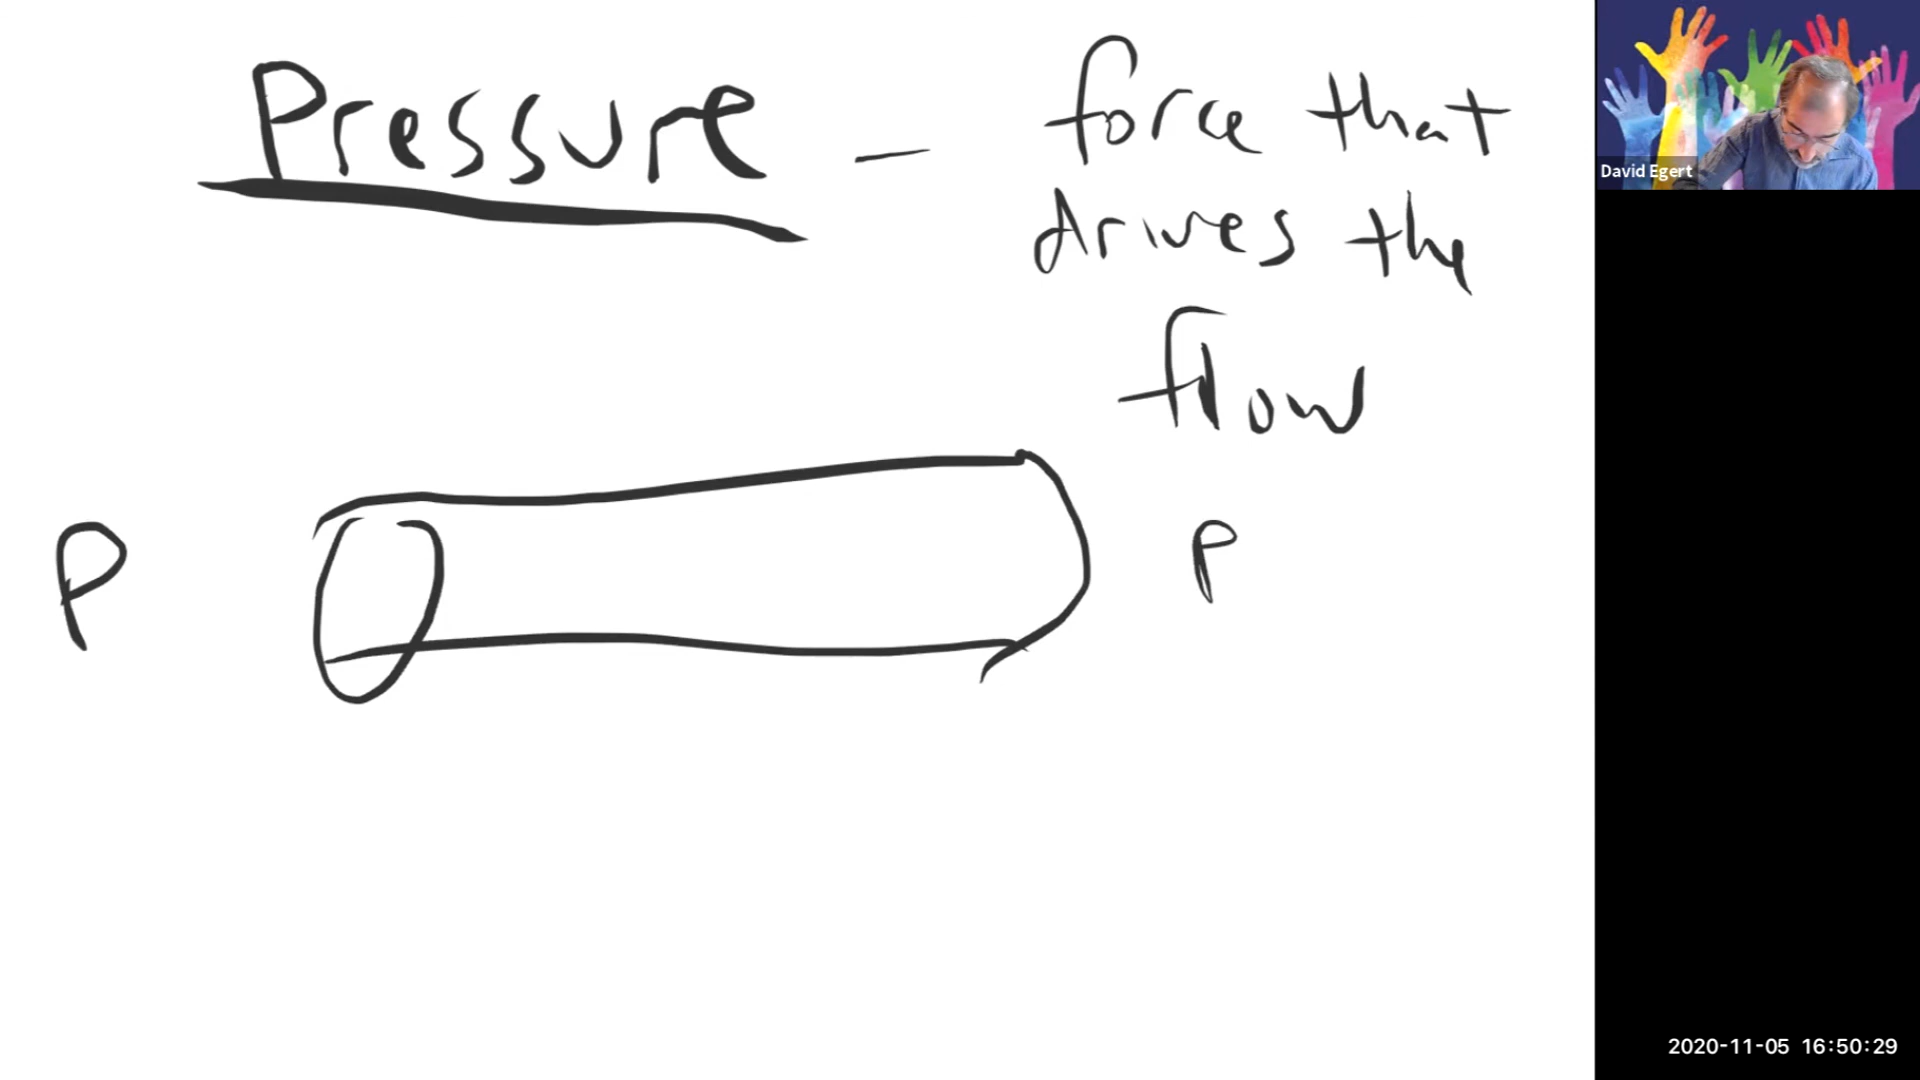 Pressure - force that
drives the
flow
P P
David Egert
2020-11-05 16:50:29